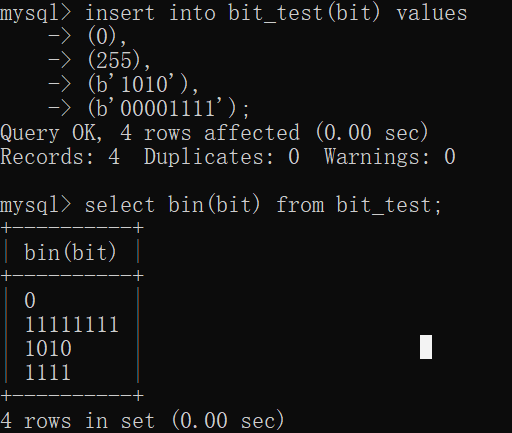 mysql> insert into bit_test(bit) values
    -> (0),
    -> (255),
    -> (b'1010'),
    -> (b'00001111');
Query OK, 4 rows affected (0.00 sec)
Records: 4  Duplicates: 0  Warnings: 0

mysql> select bin(bit) from bit_test;
+----------+
| bin(bit) |
+----------+
| 0        |
| 11111111 |
| 1010     |
| 1111     |
+----------+
4 rows in set (0.00 sec)